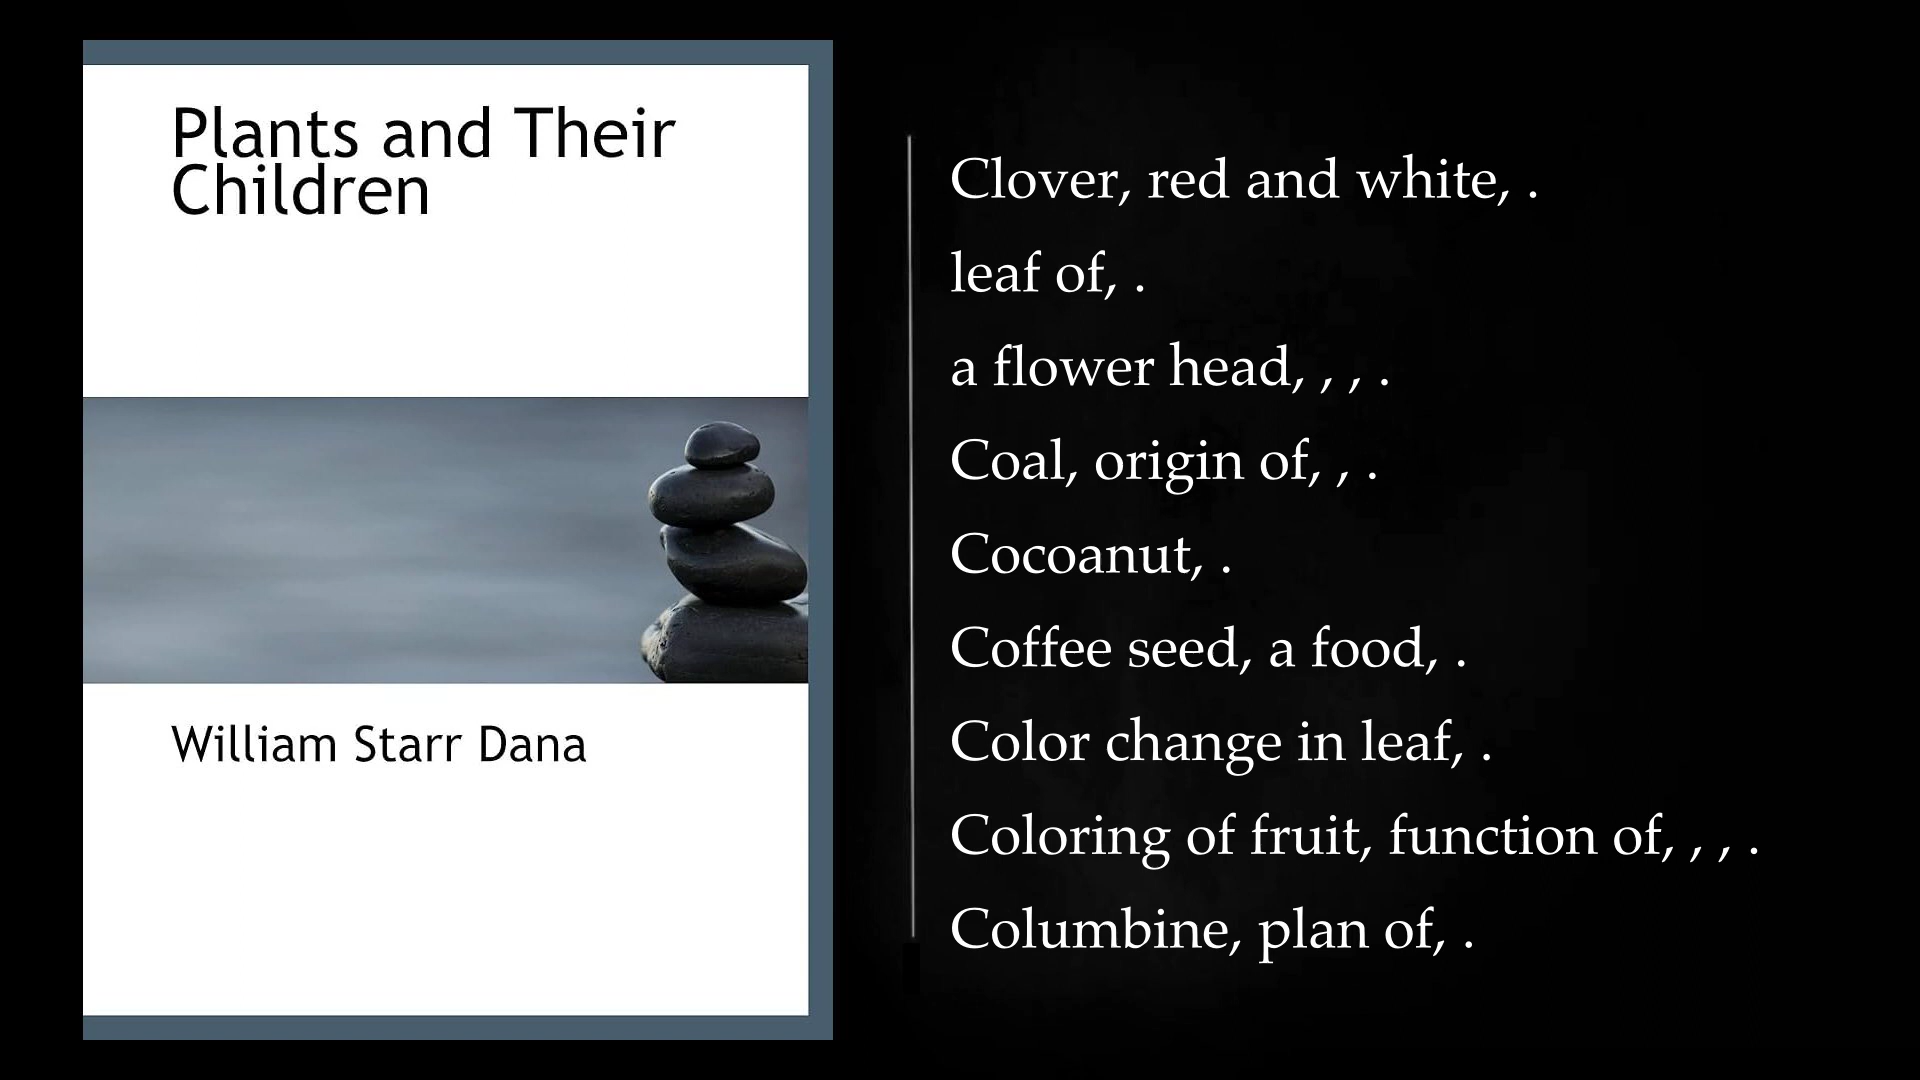 Plants and Their
Children
William Starr Dana
Clover, red and white, .
leaf of, .
a flower head, , , .
Coal, origin of, , .
Cocoanut, .
Coffee seed, a food, .
Color change in leaf, .
Coloring of fruit, function of, , , .
Columbine, plan of, .